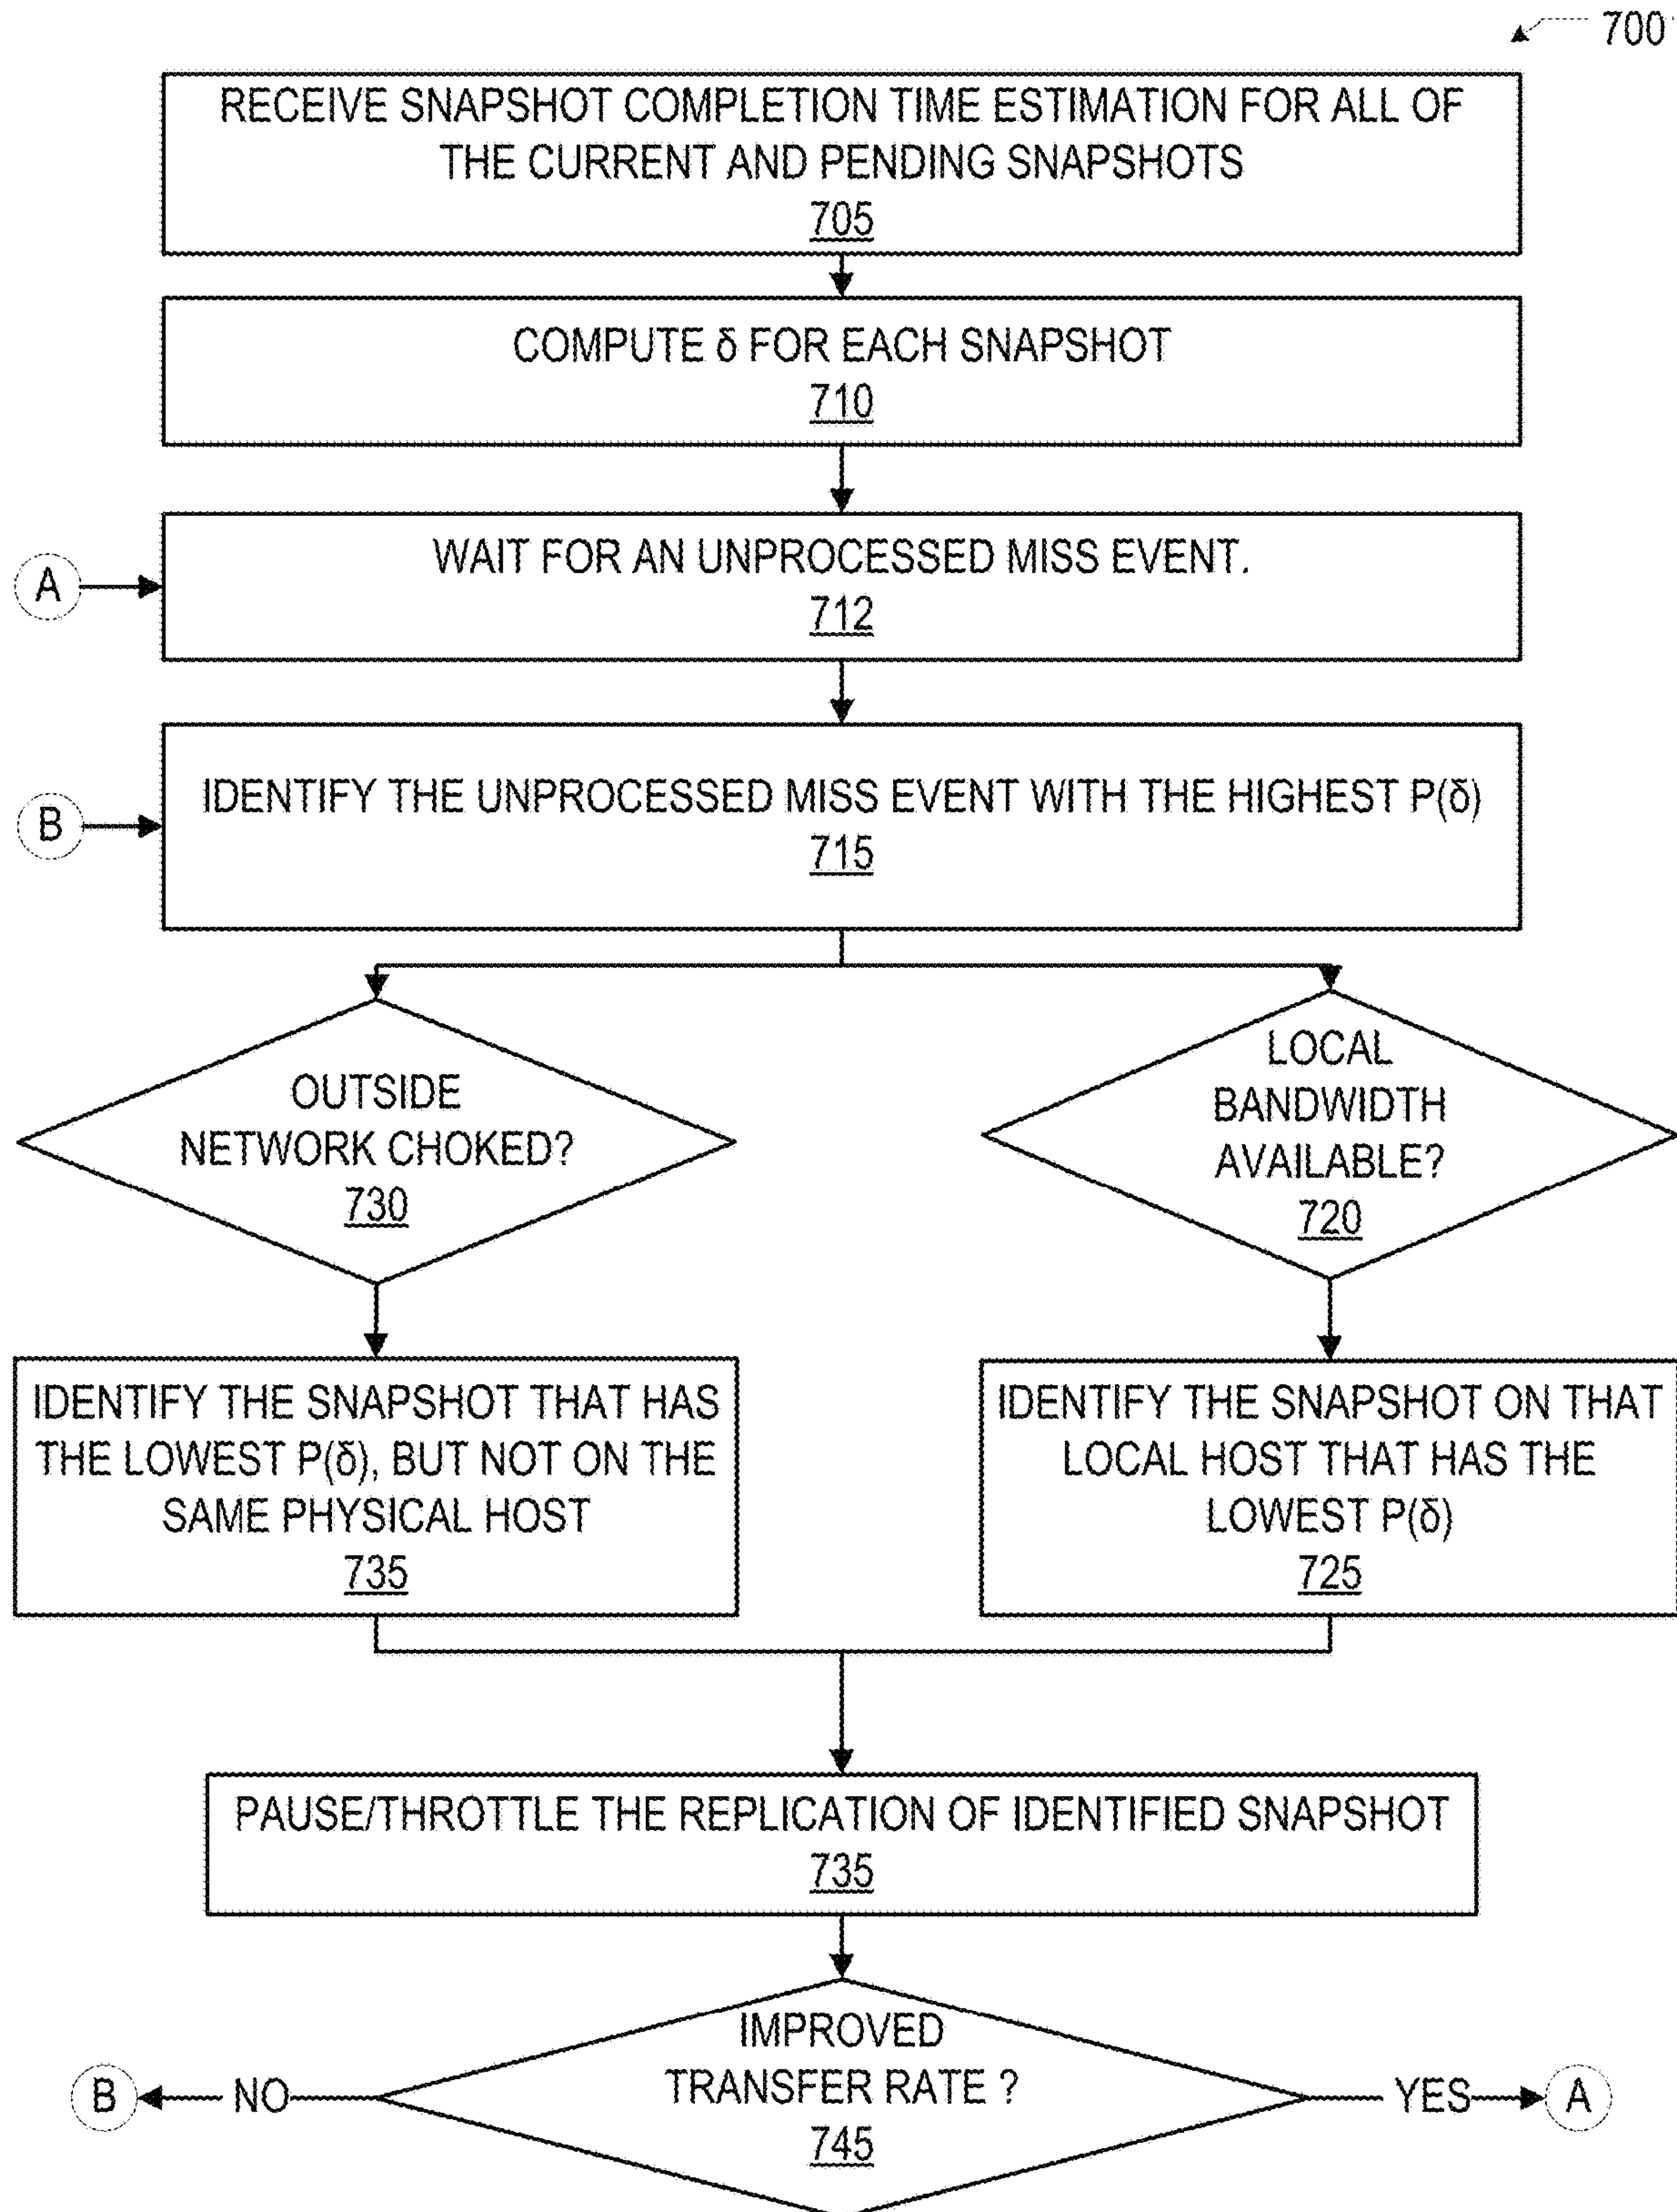 700
RECEIVE SNAPSHOT COMPLETION TIME ESTIMATION FOR ALL OF
THE CURRENT AND PENDING SNAPSHOTS
705
COMPUTE δ FOR EACH SNAPSHOT
710
A
WAIT FOR AN UNPROCESSED MISS EVENT.
712
B
IDENTIFY THE UNPROCESSED MISS EVENT WITH THE HIGHEST P(δ)
715
OUTSIDE
NETWORK CHOKED?
730
LOCAL
BANDWIDTH
AVAILABLE?
720
IDENTIFY THE SNAPSHOT THAT HAS
THE LOWEST P(δ), BUT NOT ON THE
SAME PHYSICAL HOST
735
IDENTIFY THE SNAPSHOT ON THAT
LOCAL HOST THAT HAS THE
LOWEST P(δ)
725
PAUSE/THROTTLE THE REPLICATION OF IDENTIFIED SNAPSHOT
735
IMPROVED
TRANSFER RATE ?
745
B
NO
YES
A